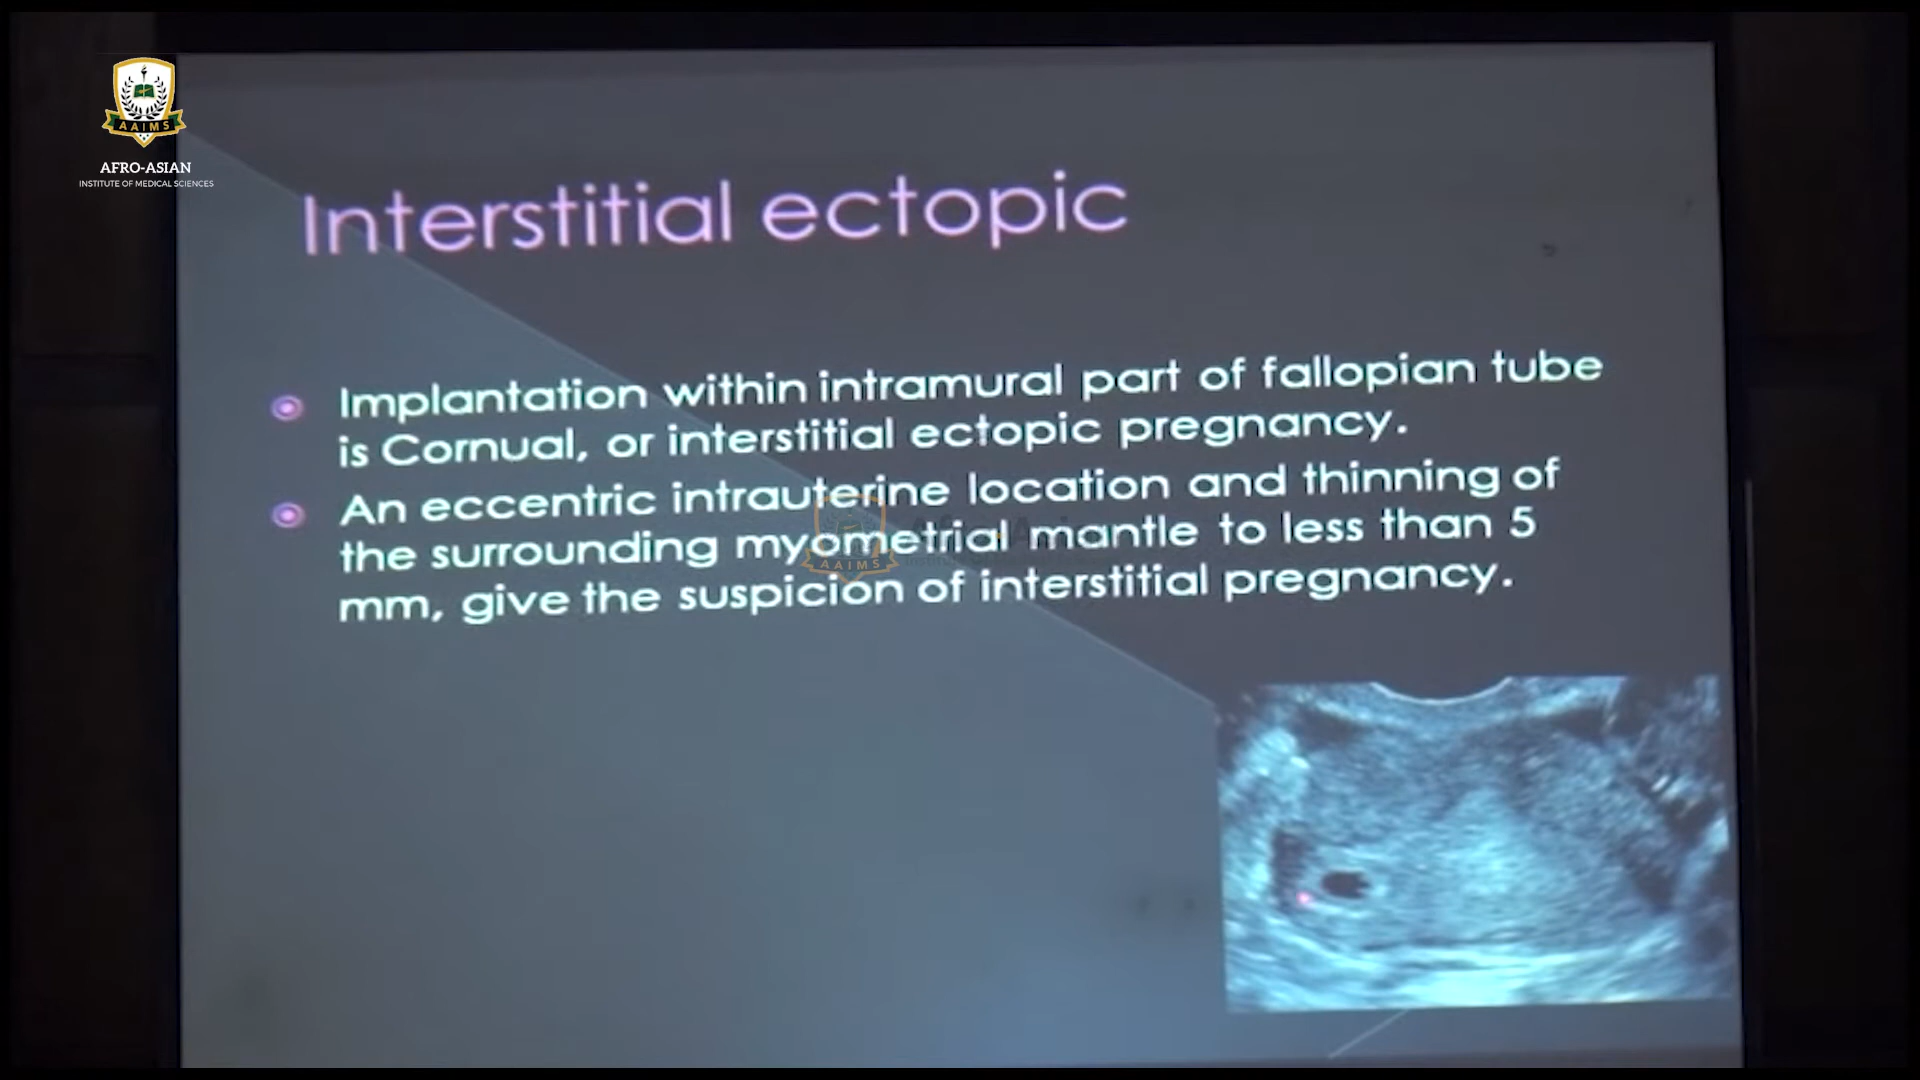 AAIMS
AFRO-ASIAN
INSTITUTE OF MEDICAL SCIENCES
Interstitial ectopic
Implantation within intramural part of fallopian tube
is Cornual, or interstitial ectopic pregnancy.
An eccentric intrauterine location and thinning of
the surrounding myometrial mantle to less than 5
mm, give the suspicion of interstitial pregnancy.
AAIMS